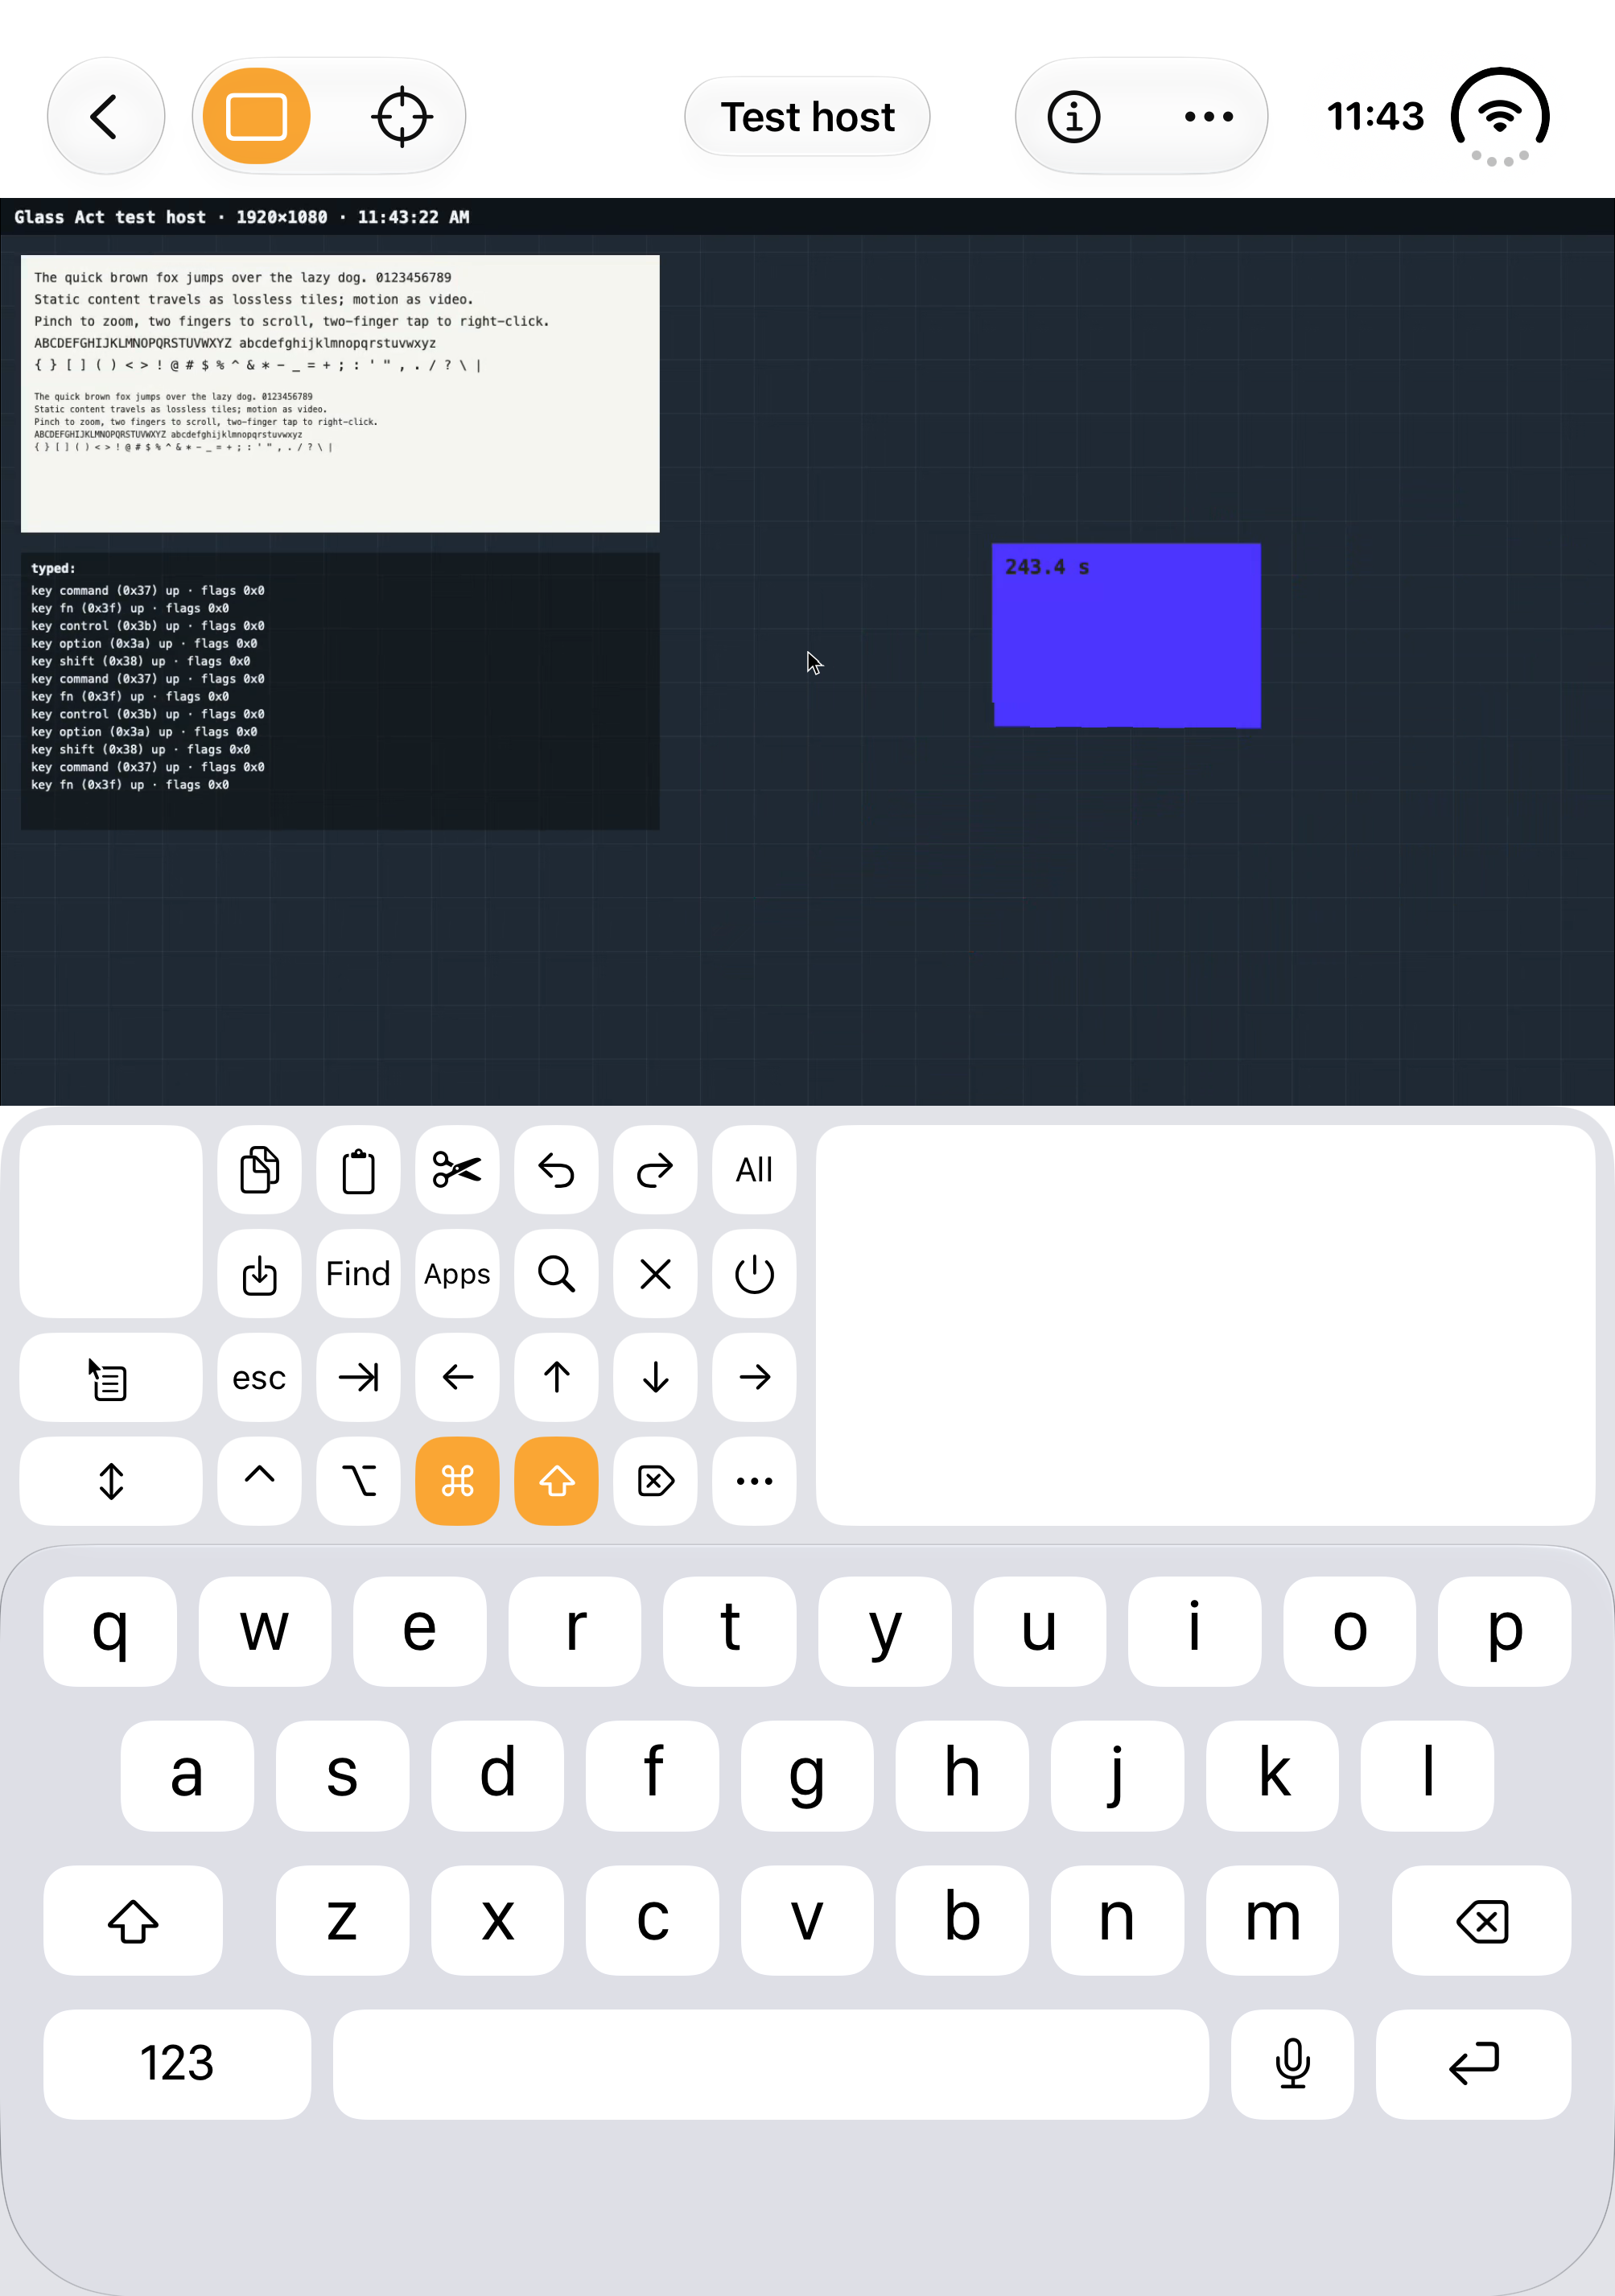 Test host
11:43
Glass Act test host · 1920×1080 · 11:43:22 AM
The quick brown fox jumps over the lazy dog. 0123456789
Static content travels as lossless tiles; motion as video.
Pinch to zoom, two fingers to scroll, two-finger tap to right-click.
ABCDEFGHIJKLMNOPQRSTUVWXYZ abcdefghijklmnopqrstuvwxyz
{ } [ ] ( ) < > ! @ # $ % ^ & * - _ = + ; : ' " , . / ? \ |
The quick brown fox jumps over the lazy dog. 0123456789
Static content travels as lossless tiles; motion as video.
Pinch to zoom, two fingers to scroll, two-finger tap to right-click.
ABCDEFGHIJKLMNOPQRSTUVWXYZ abcdefghijklmnopqrstuvwxyz
{ } [ ] ( ) < > ! @ # $ % ^ & * - _ = + ; : ' " , . / ? \ |
typed:
key command (0x37) up · flags 0x0
key fn (0x3f) up · flags 0x0
key control (0x3b) up · flags 0x0
key option (0x3a) up · flags 0x0
key shift (0x38) up · flags 0x0
key command (0x37) up · flags 0x0
key fn (0x3f) up · flags 0x0
key control (0x3b) up · flags 0x0
key option (0x3a) up · flags 0x0
key shift (0x38) up · flags 0x0
key command (0x37) up · flags 0x0
key fn (0x3f) up · flags 0x0
243.4 s
All
Find Apps
esc
q w e r t y u i o p
a s d f g h j k l
z x c v b n m
123